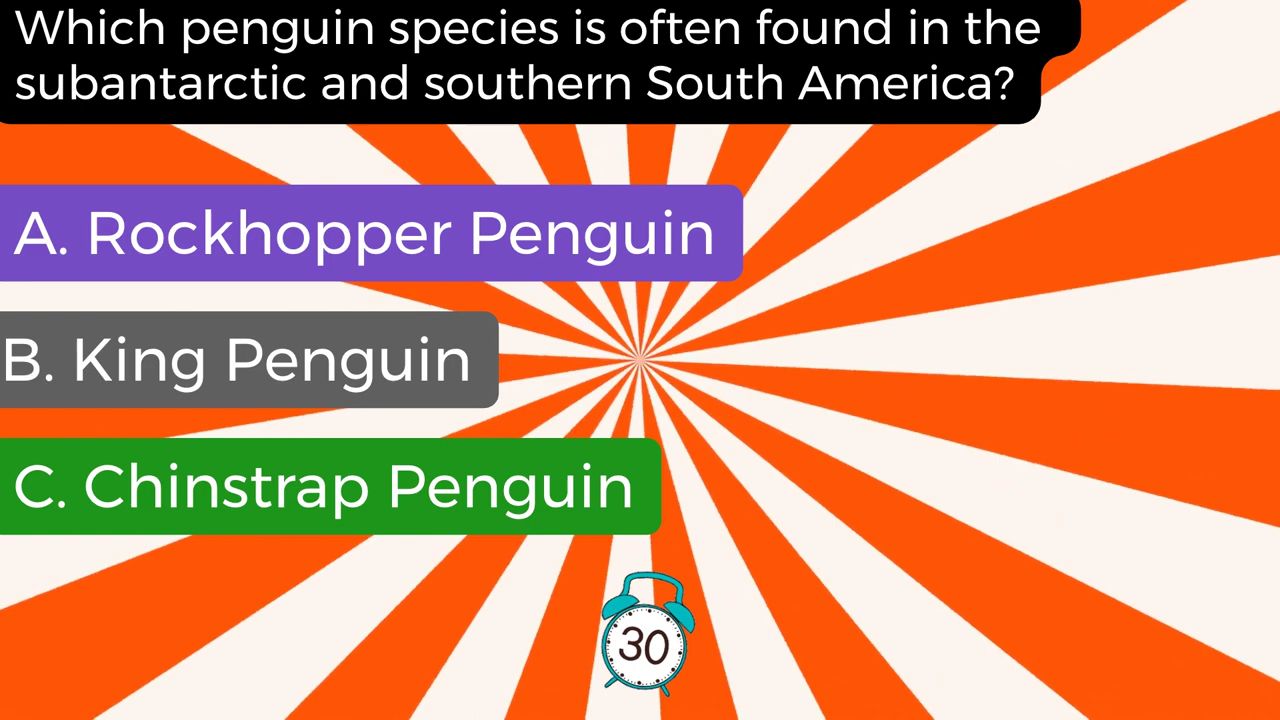 Which penguin species is often found in the
subantarctic and southern South America?
A. Rockhopper Penguin
B. King Penguin
C. Chinstrap Penguin
30